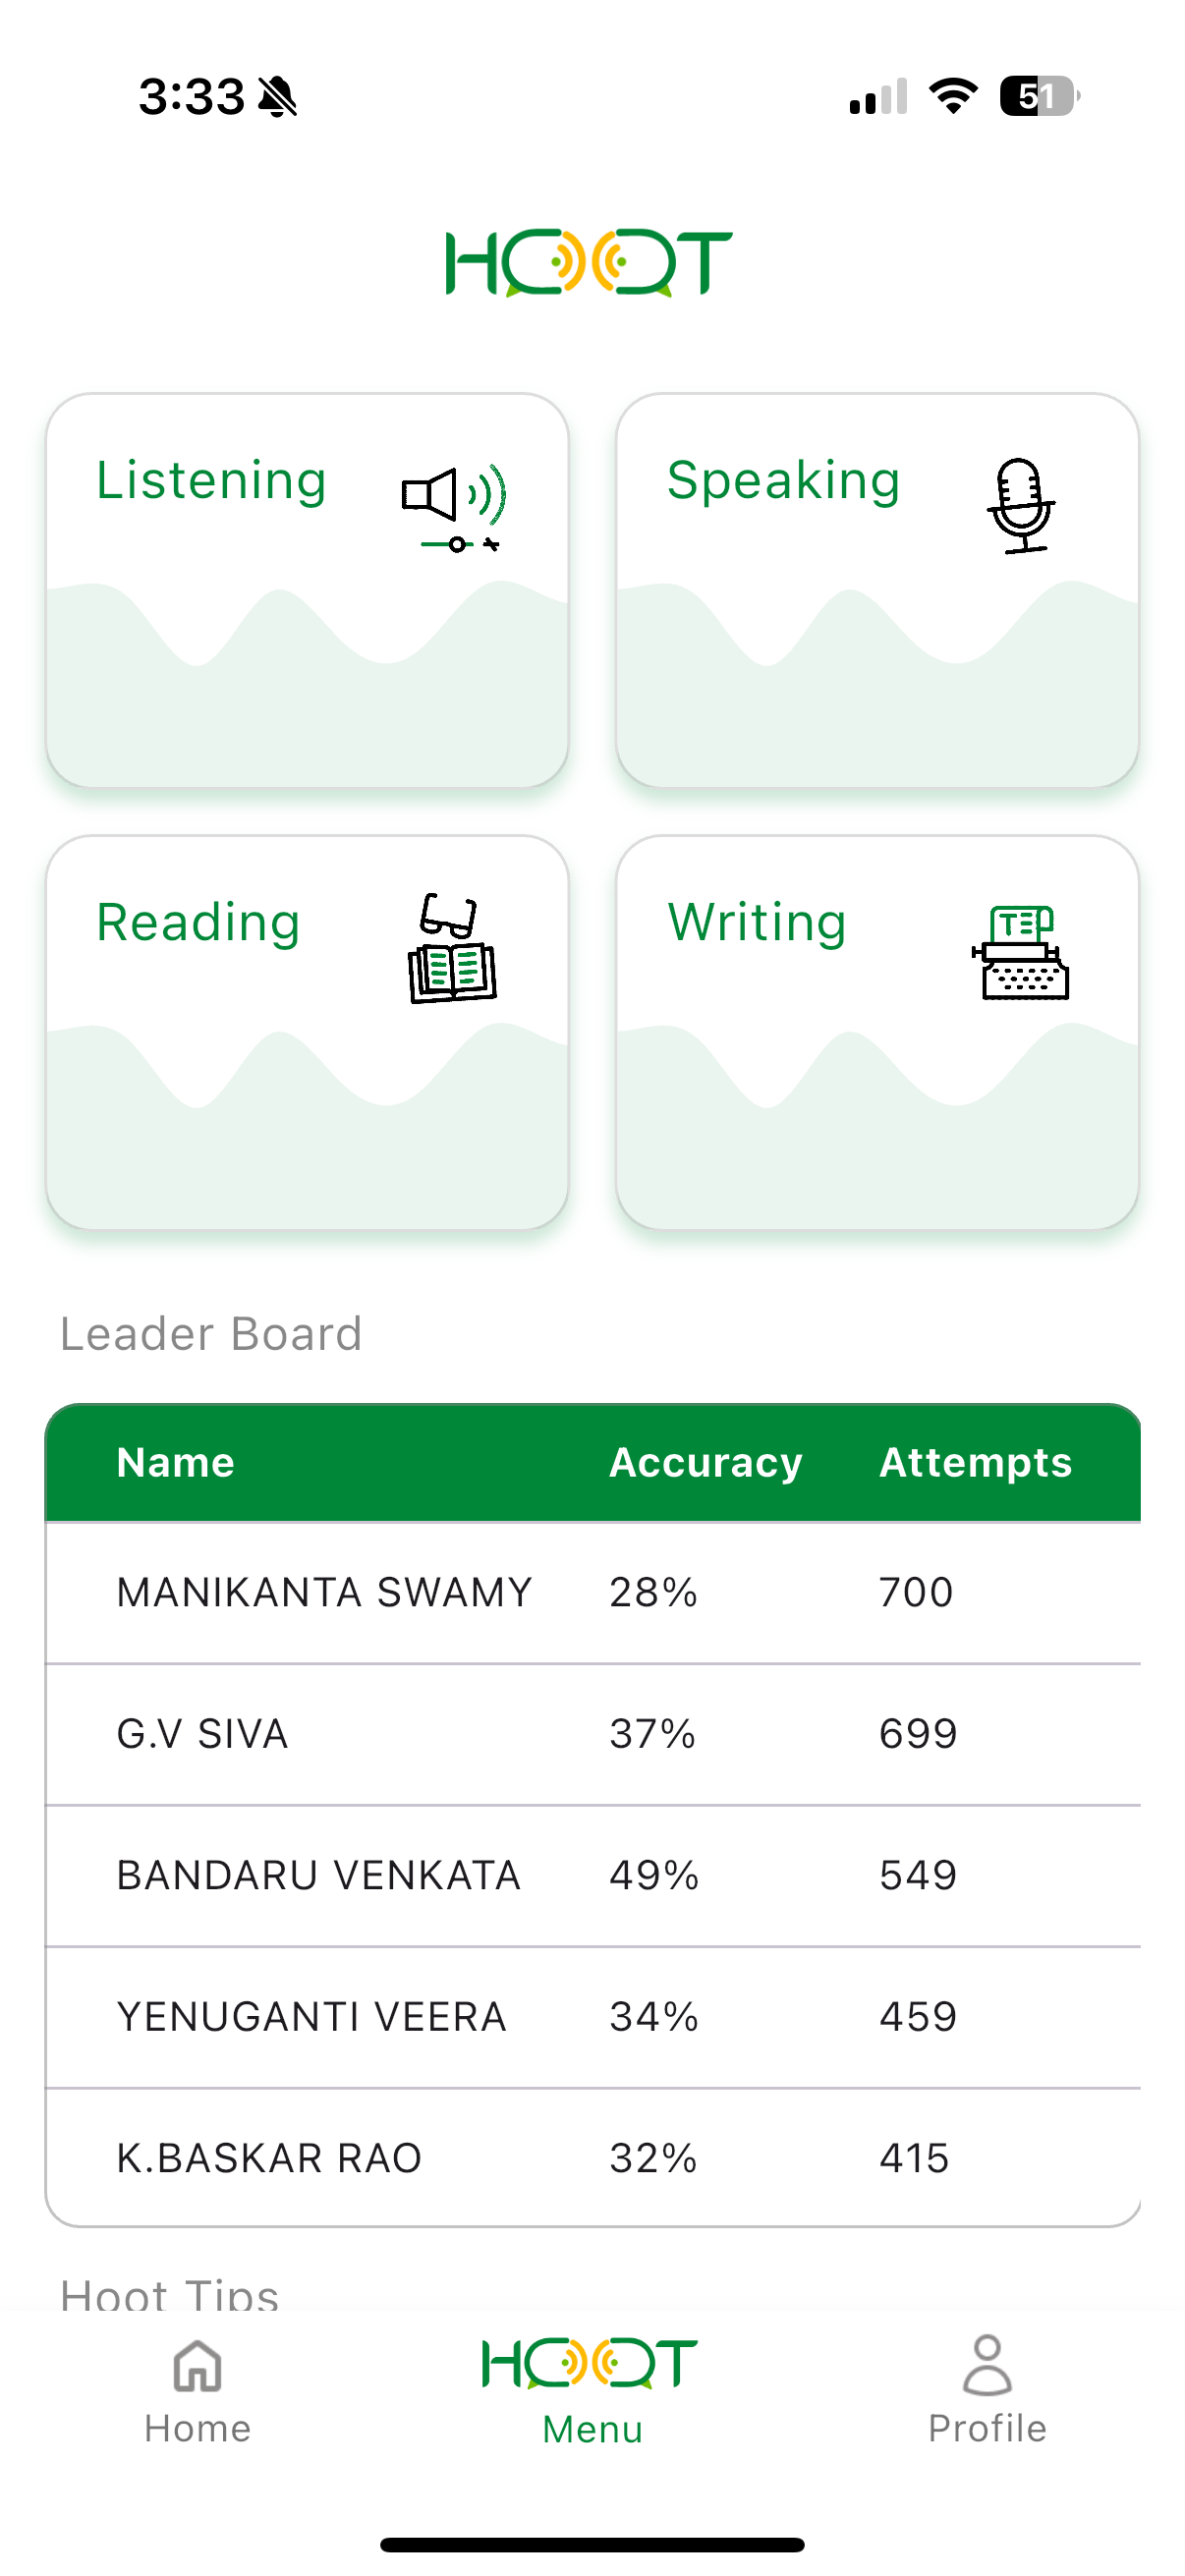 3:33
51
HOOT
Listening
Speaking
Reading
Writing
Leader Board
Name Accuracy Attempts
MANIKANTA SWAMY 28% 700
G.V SIVA 37% 699
BANDARU VENKATA 49% 549
YENUGANTI VEERA 34% 459
K.BASKAR RAO 32% 415
Hoot Tips
Home
HOOT
Menu
Profile